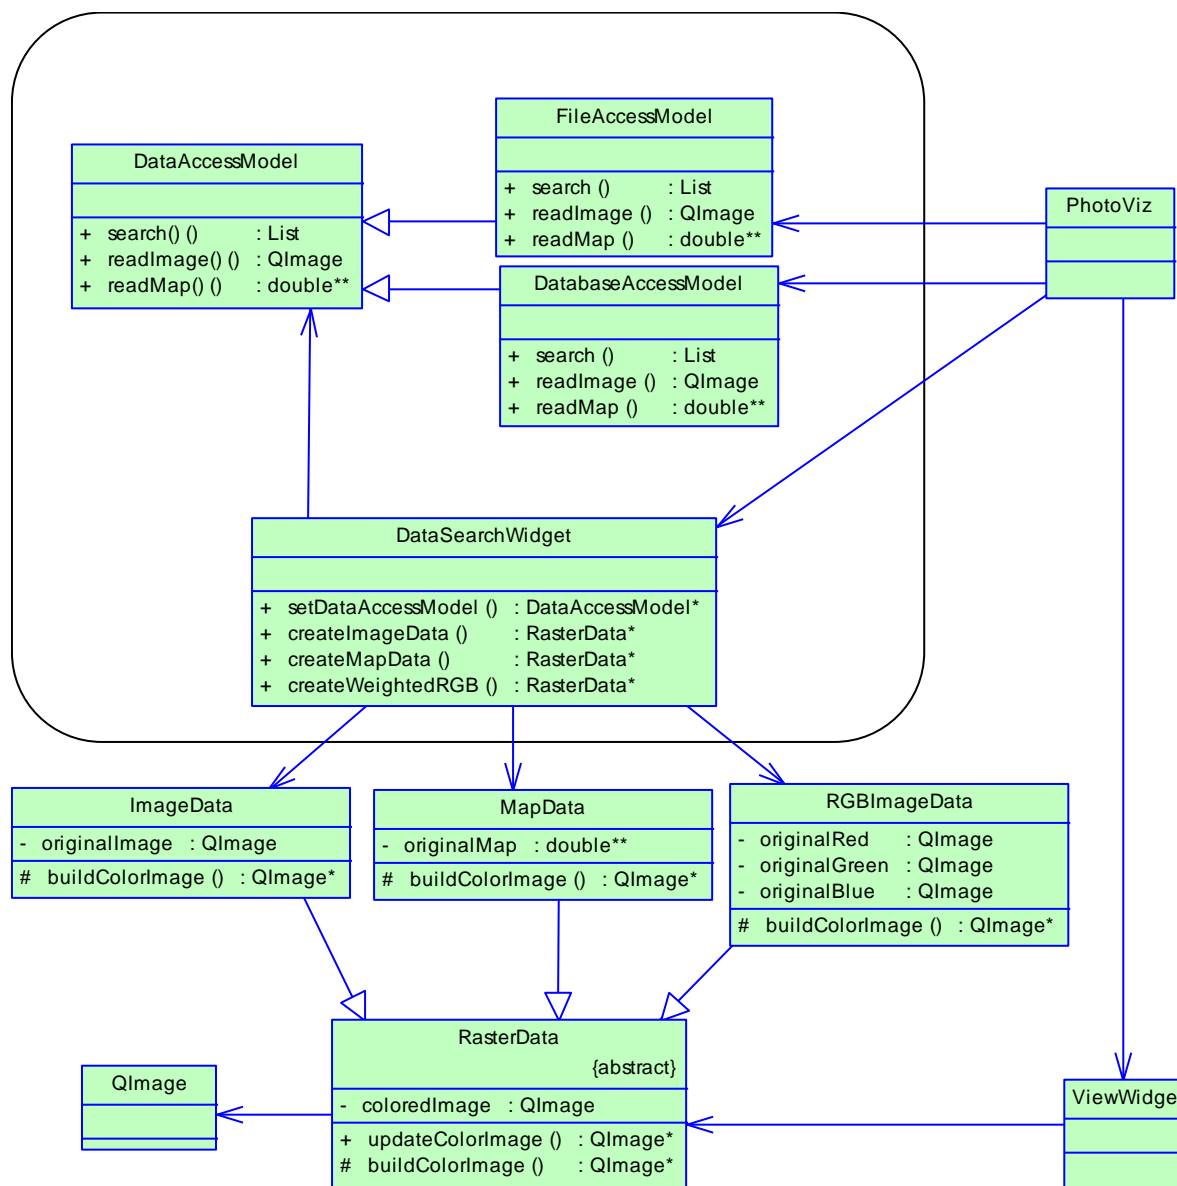 FileAccessModel
+ search () : List
+ readImage () : QImage
+ readMap () : double**
DataAccessModel
+ search() () : List
+ readImage() () : QImage
+ readMap() () : double**
PhotoViz
DatabaseAccessModel
+ search () : List
+ readImage () : QImage
+ readMap () : double**
DataSearchWidget
+ setDataAccessModel () : DataAccessModel*
+ createImageData () : RasterData*
+ createMapData () : RasterData*
+ createWeightedRGB () : RasterData*
ImageData
- originalImage : QImage
# buildColorImage () : QImage*
MapData
- originalMap : double**
# buildColorImage () : QImage*
RGBImageData
- originalRed : QImage
- originalGreen : QImage
- originalBlue : QImage
# buildColorImage () : QImage*
RasterData
{abstract}
- coloredImage : QImage
+ updateColorImage () : QImage*
# buildColorImage () : QImage*
QImage
ViewWidge